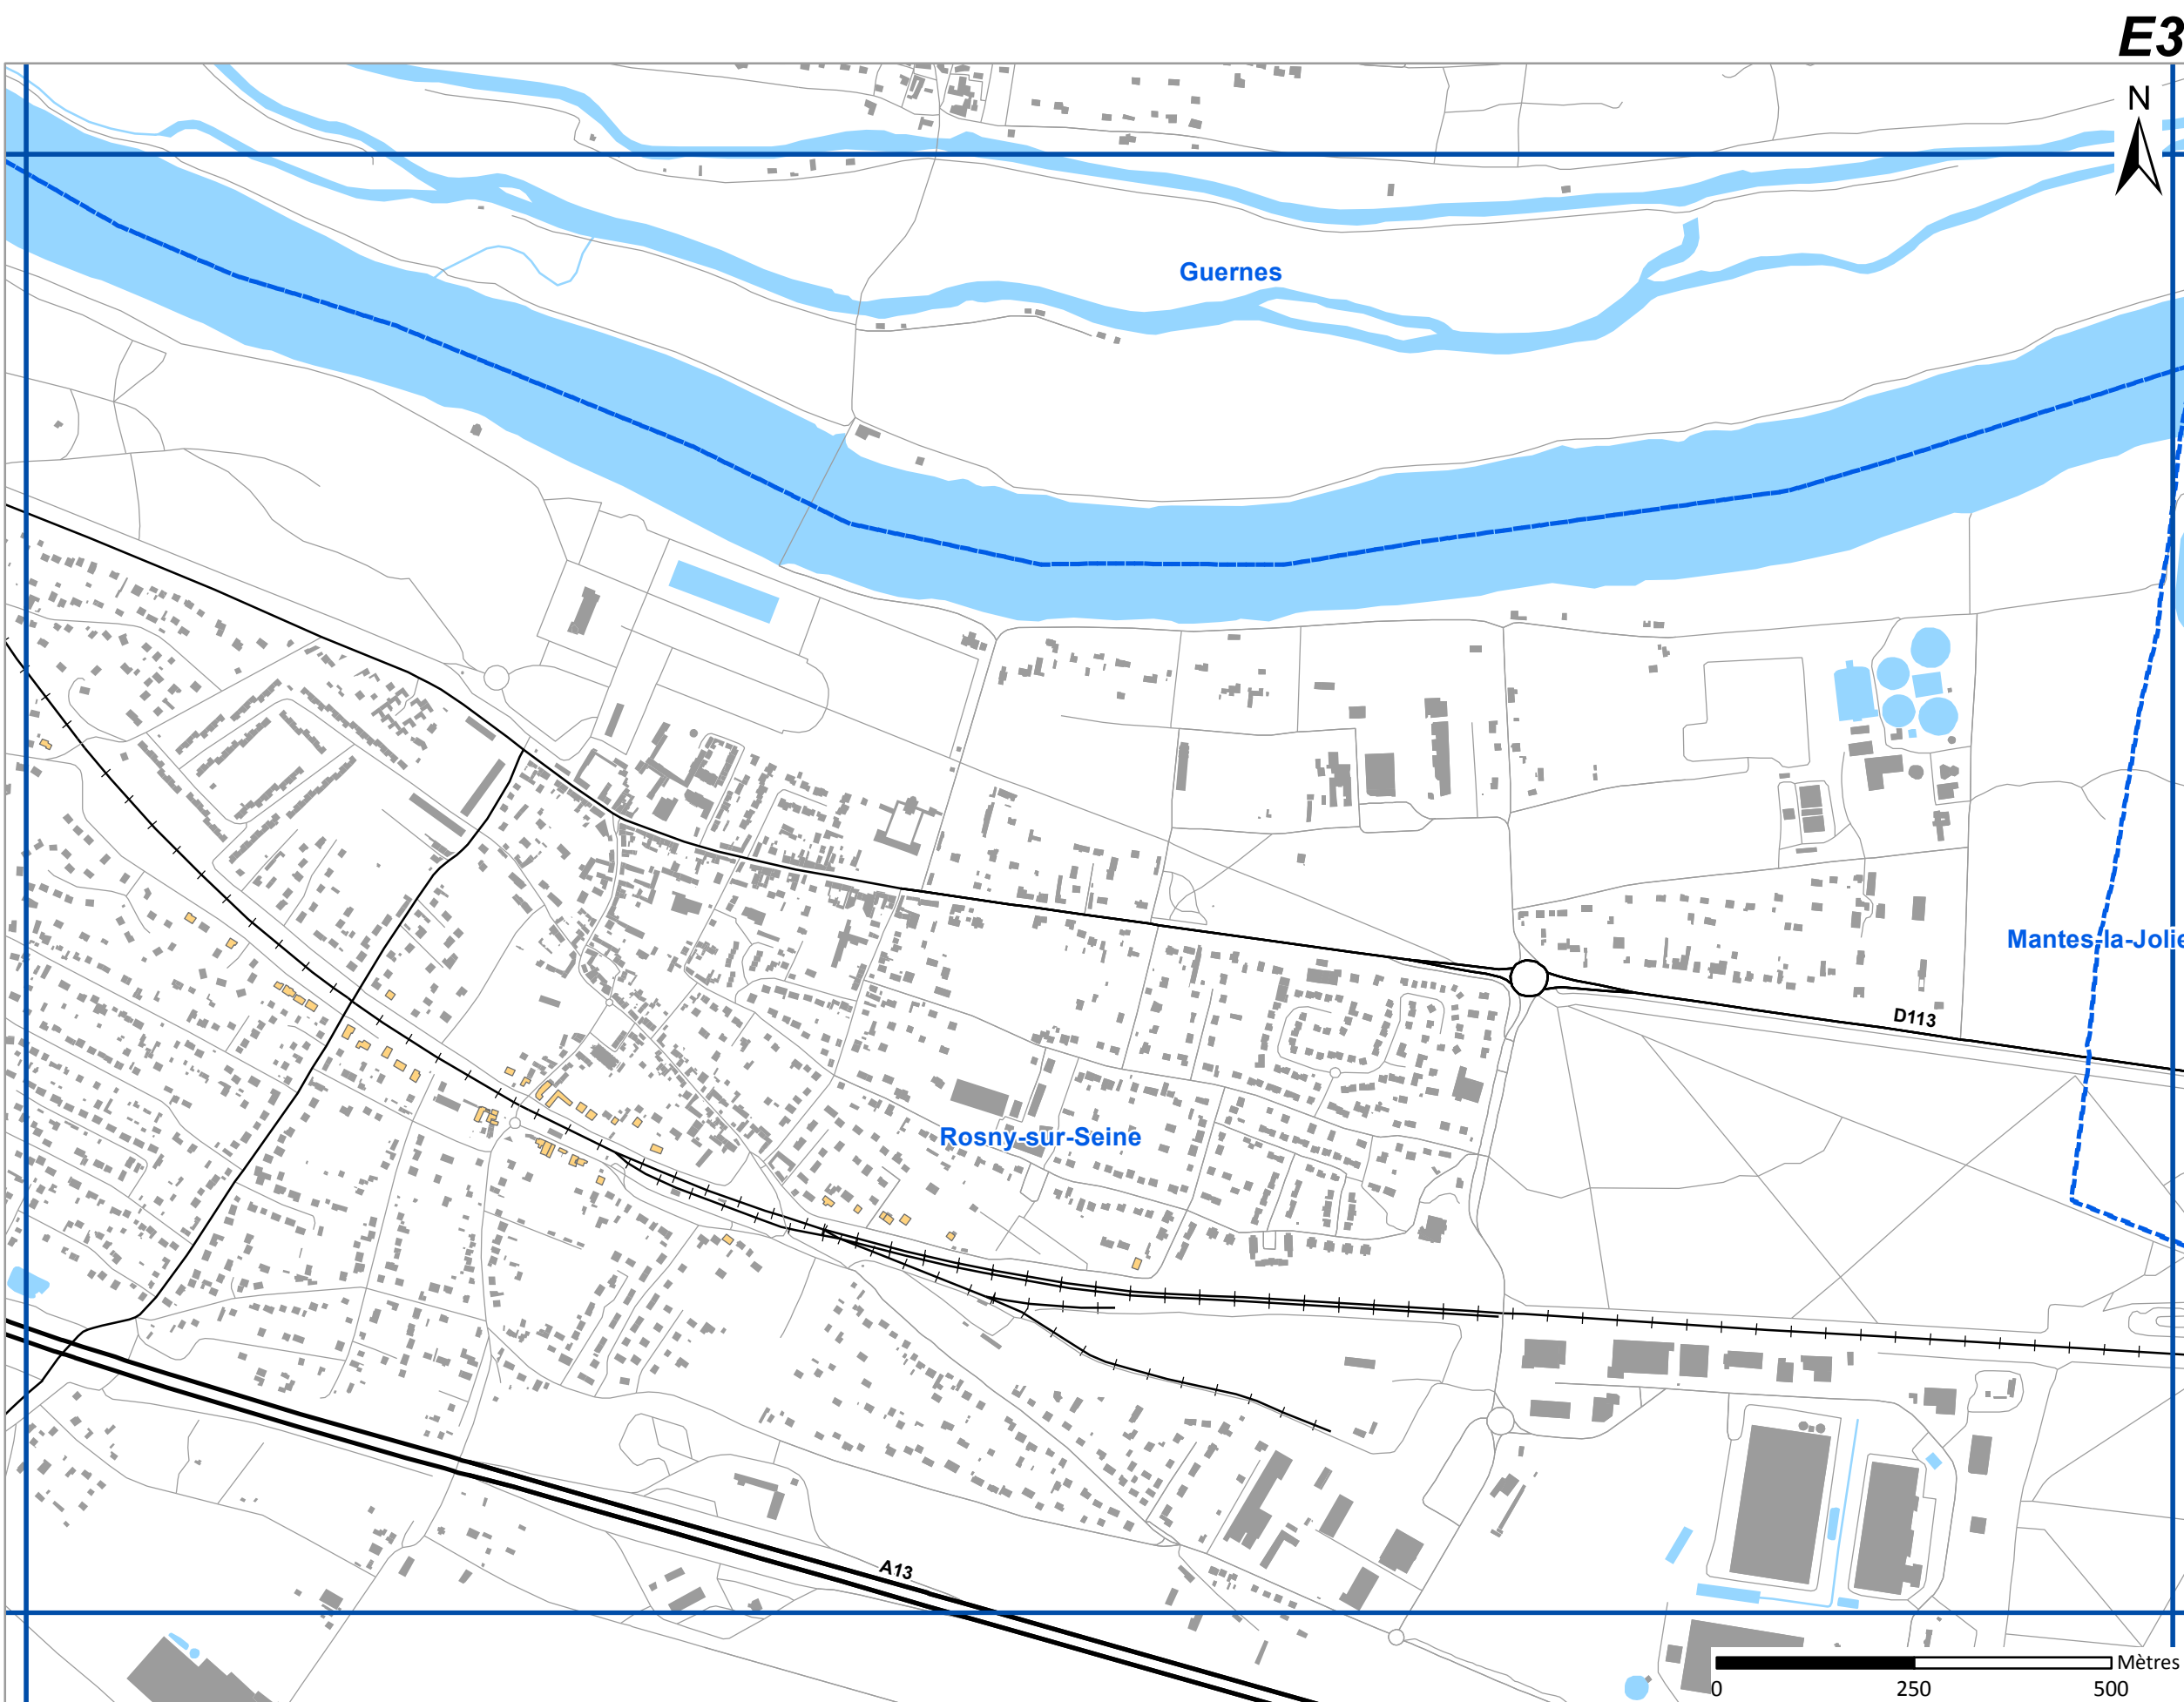 E3
N
Guernes
Mantes-la-Jolie
D113
Rosny-sur-Seine
A13
Mètres
0 250 500